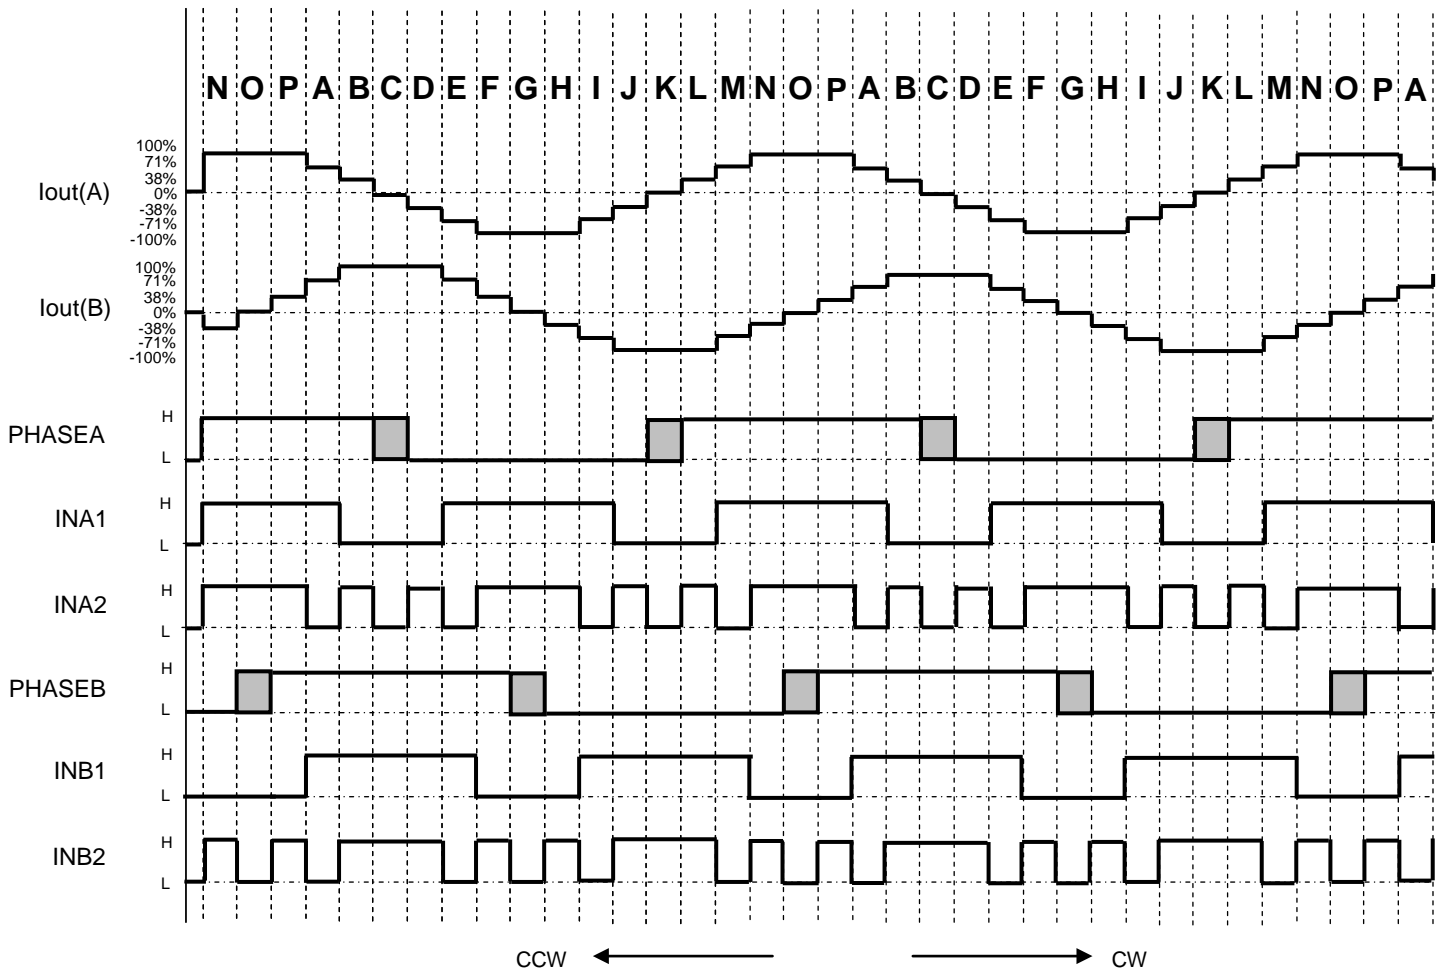 N O P A B C D E F G H I J K L M N O P A B C D E F G H I J K L M N O P A
Iout(A)
100%
71%
38%
0%
-38%
-71%
-100%
Iout(B)
100%
71%
38%
0%
-38%
-71%
-100%
PHASEA
H
L
INA1
H
L
INA2
H
L
PHASEB
H
L
INB1
H
L
INB2
H
L
CCW
CW